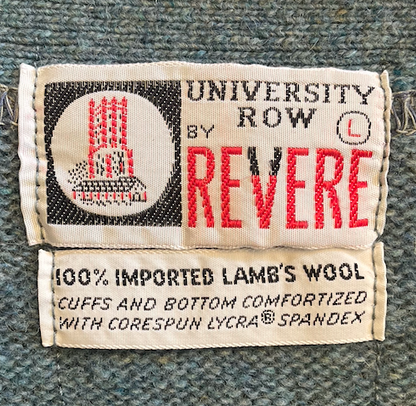 UNIVERSITY
ROW
BY
L
REVERE
100% IMPORTED LAMB'S WOOL
CUFFS AND BOTTOM COMFORTIZED
WITH CORESPUN LYCRA® SPANDEX